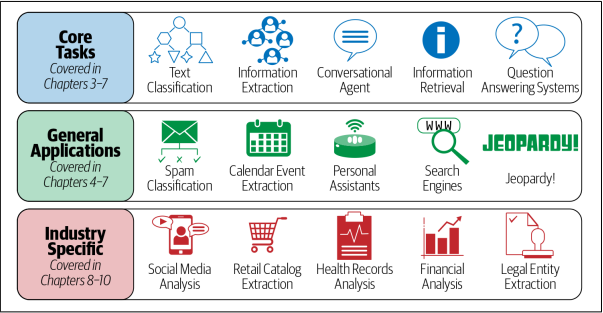 Core
Tasks
Covered in
Chapters 3–7
Text
Classification
Information
Extraction
Conversational
Agent
Information
Retrieval
?
Question
Answering Systems
General
Applications
Covered in
Chapters 4–7
Spam
Classification
Calendar Event
Extraction
Personal
Assistants
WWW
Search
Engines
JEOPARDY!
Jeopardy!
Industry
Specific
Covered in
Chapters 8–10
Social Media
Analysis
Retail Catalog
Extraction
Health Records
Analysis
Financial
Analysis
Legal Entity
Extraction